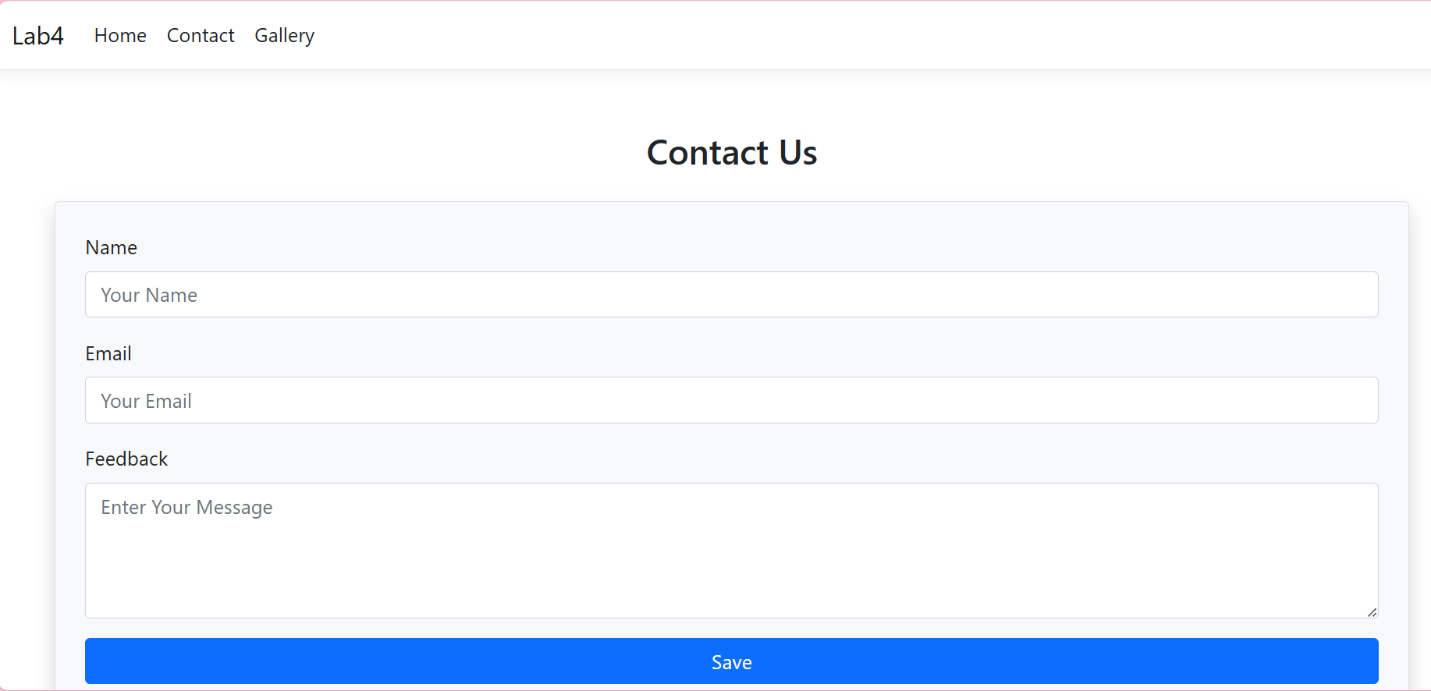 Lab4 Home Contact Gallery
Contact Us
Name
Your Name
Email
Your Email
Feedback
Enter Your Message
Save